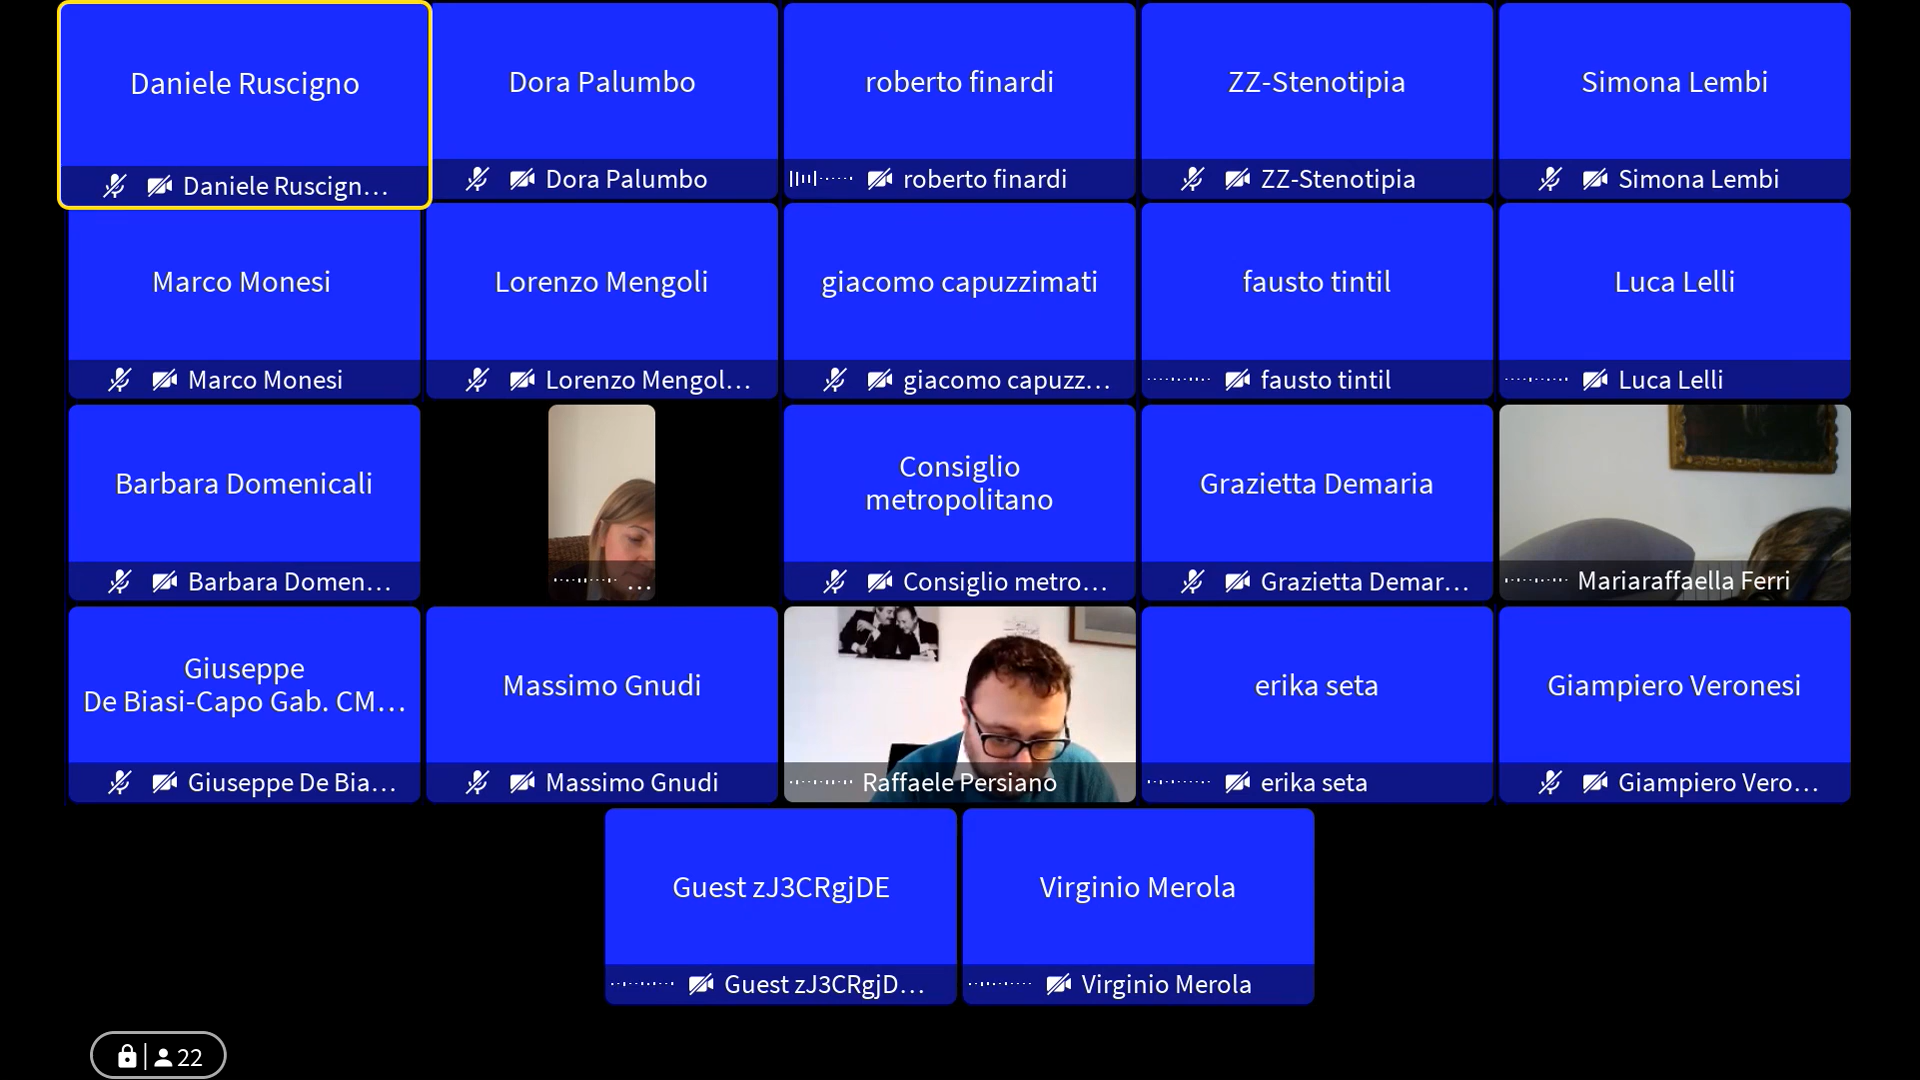 Daniele Ruscigno
Daniele Ruscign…
Dora Palumbo
Dora Palumbo
roberto finardi
roberto finardi
ZZ-Stenotipia
ZZ-Stenotipia
Simona Lembi
Simona Lembi
Marco Monesi
Marco Monesi
Lorenzo Mengoli
Lorenzo Mengol…
giacomo capuzzimati
giacomo capuzz…
fausto tintil
fausto tintil
Luca Lelli
Luca Lelli
Barbara Domenicali
Barbara Domen…
…
Consiglio
metropolitano
Consiglio metro…
Grazietta Demaria
Grazietta Demar…
Mariaraffaella Ferri
Giuseppe
De Biasi-Capo Gab. CM…
Giuseppe De Bia…
Massimo Gnudi
Massimo Gnudi
Raffaele Persiano
erika seta
erika seta
Giampiero Veronesi
Giampiero Vero…
Guest zJ3CRgjDE
Guest zJ3CRgjD…
Virginio Merola
Virginio Merola
22